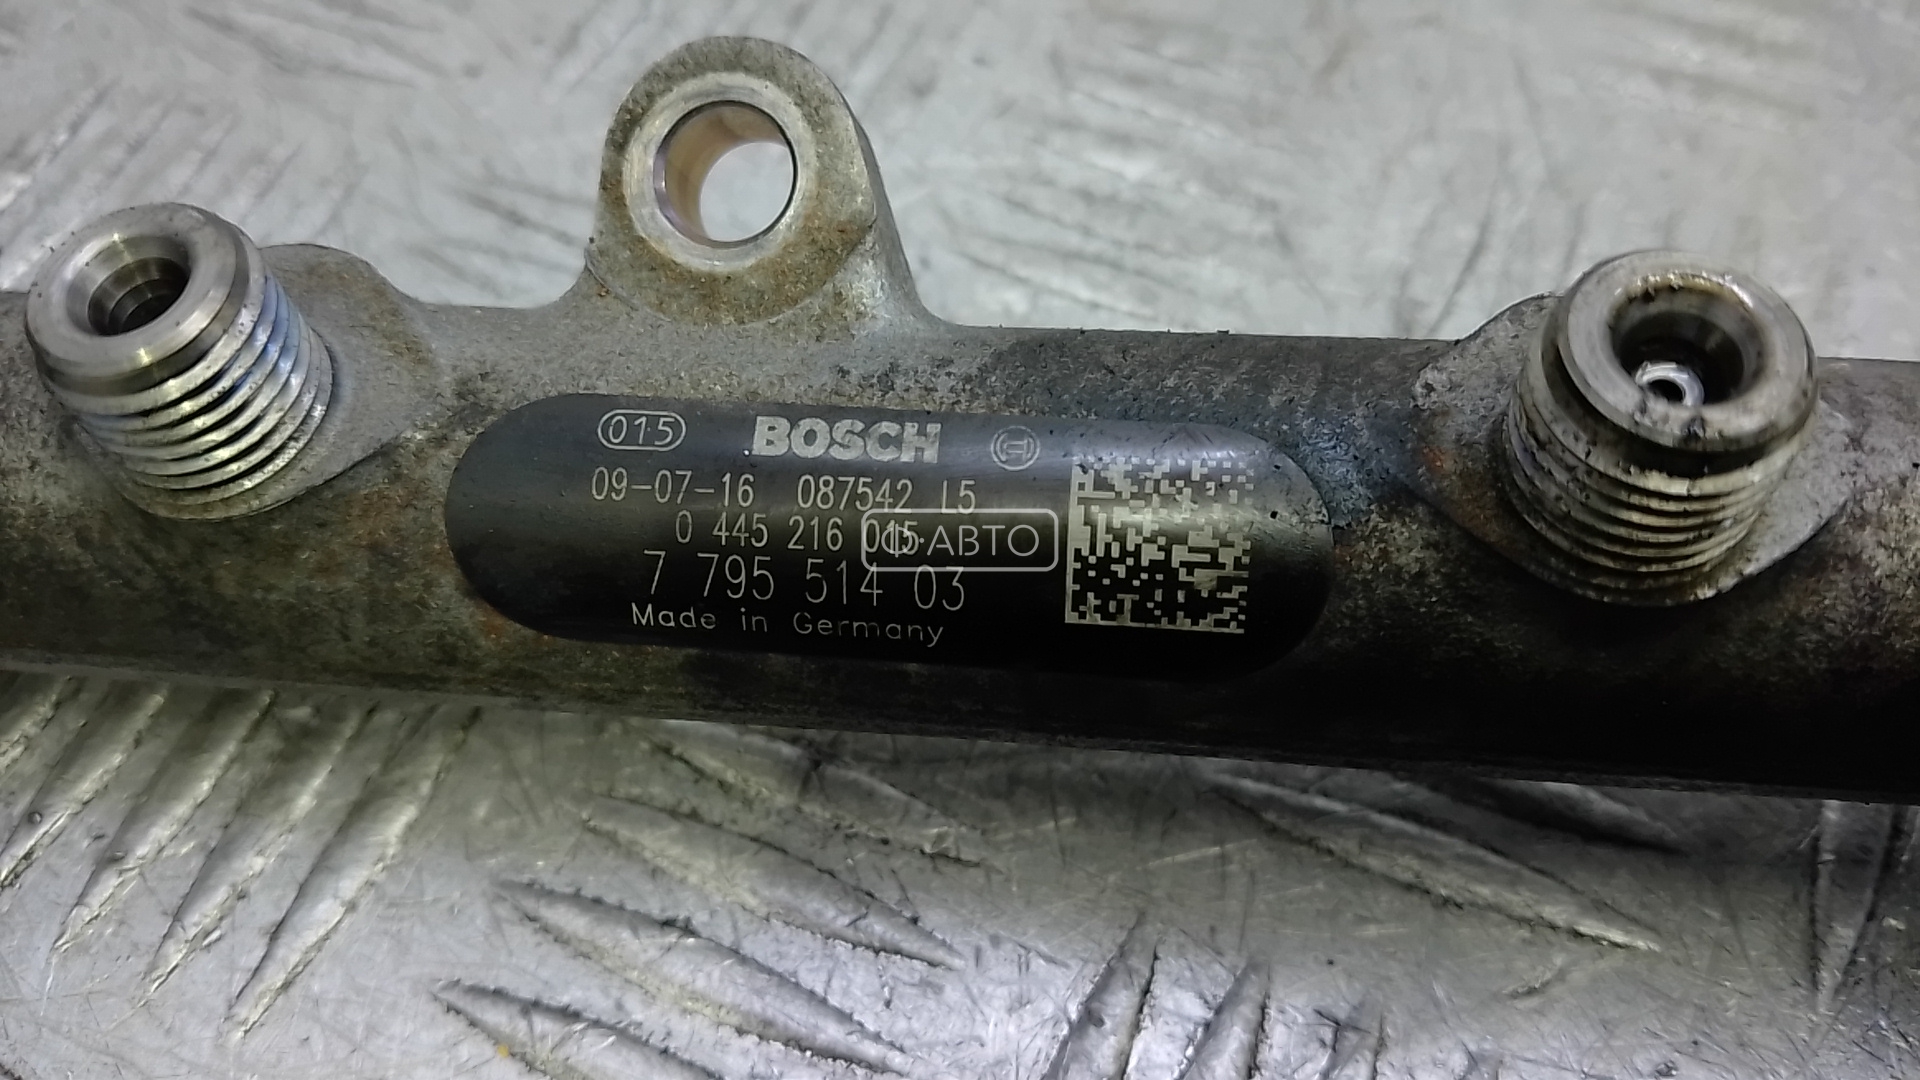 015 BOSCH
09-07-16 087542 L5
0 445 216 015
АВТО
7 795 514 03
Made in Germany